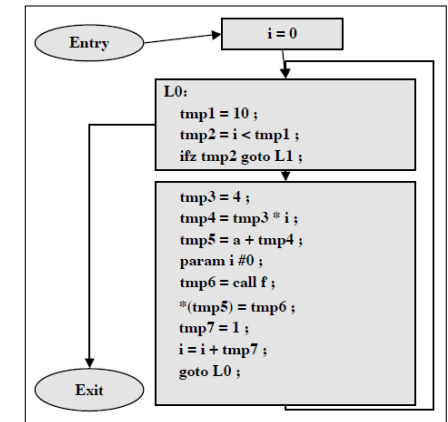 Entry
i = 0
L0:
tmp1 = 10 ;
tmp2 = i < tmp1 ;
ifz tmp2 goto L1 ;
tmp3 = 4 ;
tmp4 = tmp3 * i ;
tmp5 = a + tmp4 ;
param i #0 ;
tmp6 = call f ;
*(tmp5) = tmp6 ;
tmp7 = 1 ;
i = i + tmp7 ;
goto L0 ;
Exit